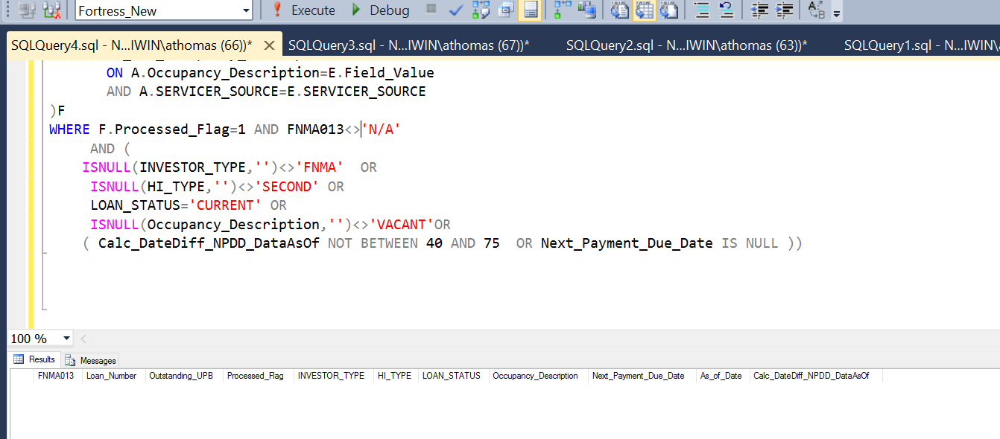 Fortress_New Execute Debug
SQLQuery4.sql - N...IWIN\athomas (66))* SQLQuery3.sql - N...IWIN\athomas (67))* SQLQuery2.sql - N...IWIN\athomas (63))* SQLQuery1.sql - N...IWIN\
ON A.Occupancy_Description=E.Field_Value
AND A.SERVICER_SOURCE=E.SERVICER_SOURCE
)F
WHERE F.Processed_Flag=1 AND FNMA013<>'N/A'
AND (
ISNULL(INVESTOR_TYPE,'')<>'FNMA' OR
ISNULL(HI_TYPE,'')<>'SECOND' OR
LOAN_STATUS='CURRENT' OR
ISNULL(Occupancy_Description,'')<>'VACANT'OR
( Calc_DateDiff_NPDD_DataAsOf NOT BETWEEN 40 AND 75 OR Next_Payment_Due_Date IS NULL ))
100 %
Results Messages
FNMA013 Loan_Number Outstanding_UPB Processed_Flag INVESTOR_TYPE HI_TYPE LOAN_STATUS Occupancy_Description Next_Payment_Due_Date As_of_Date Calc_DateDiff_NPDD_DataAsOf